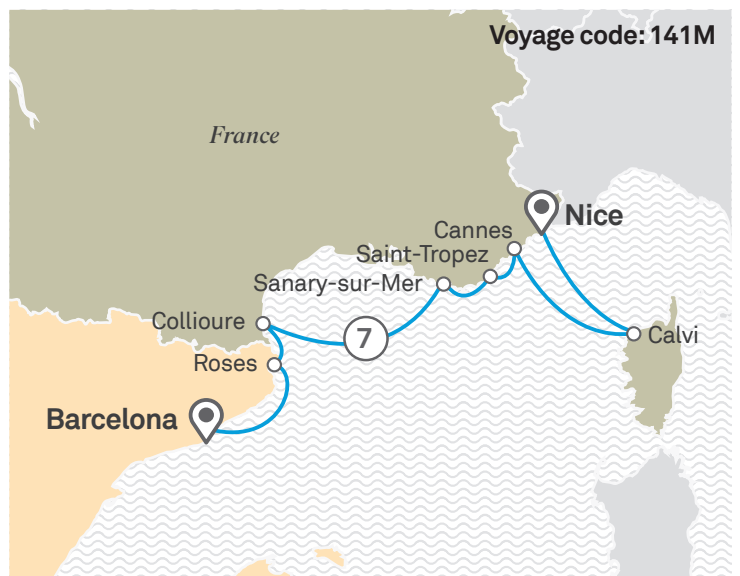 Voyage code: 141M
France
Nice
Cannes
Saint-Tropez
Sanary-sur-Mer
Collioure
7
Calvi
Roses
Barcelona